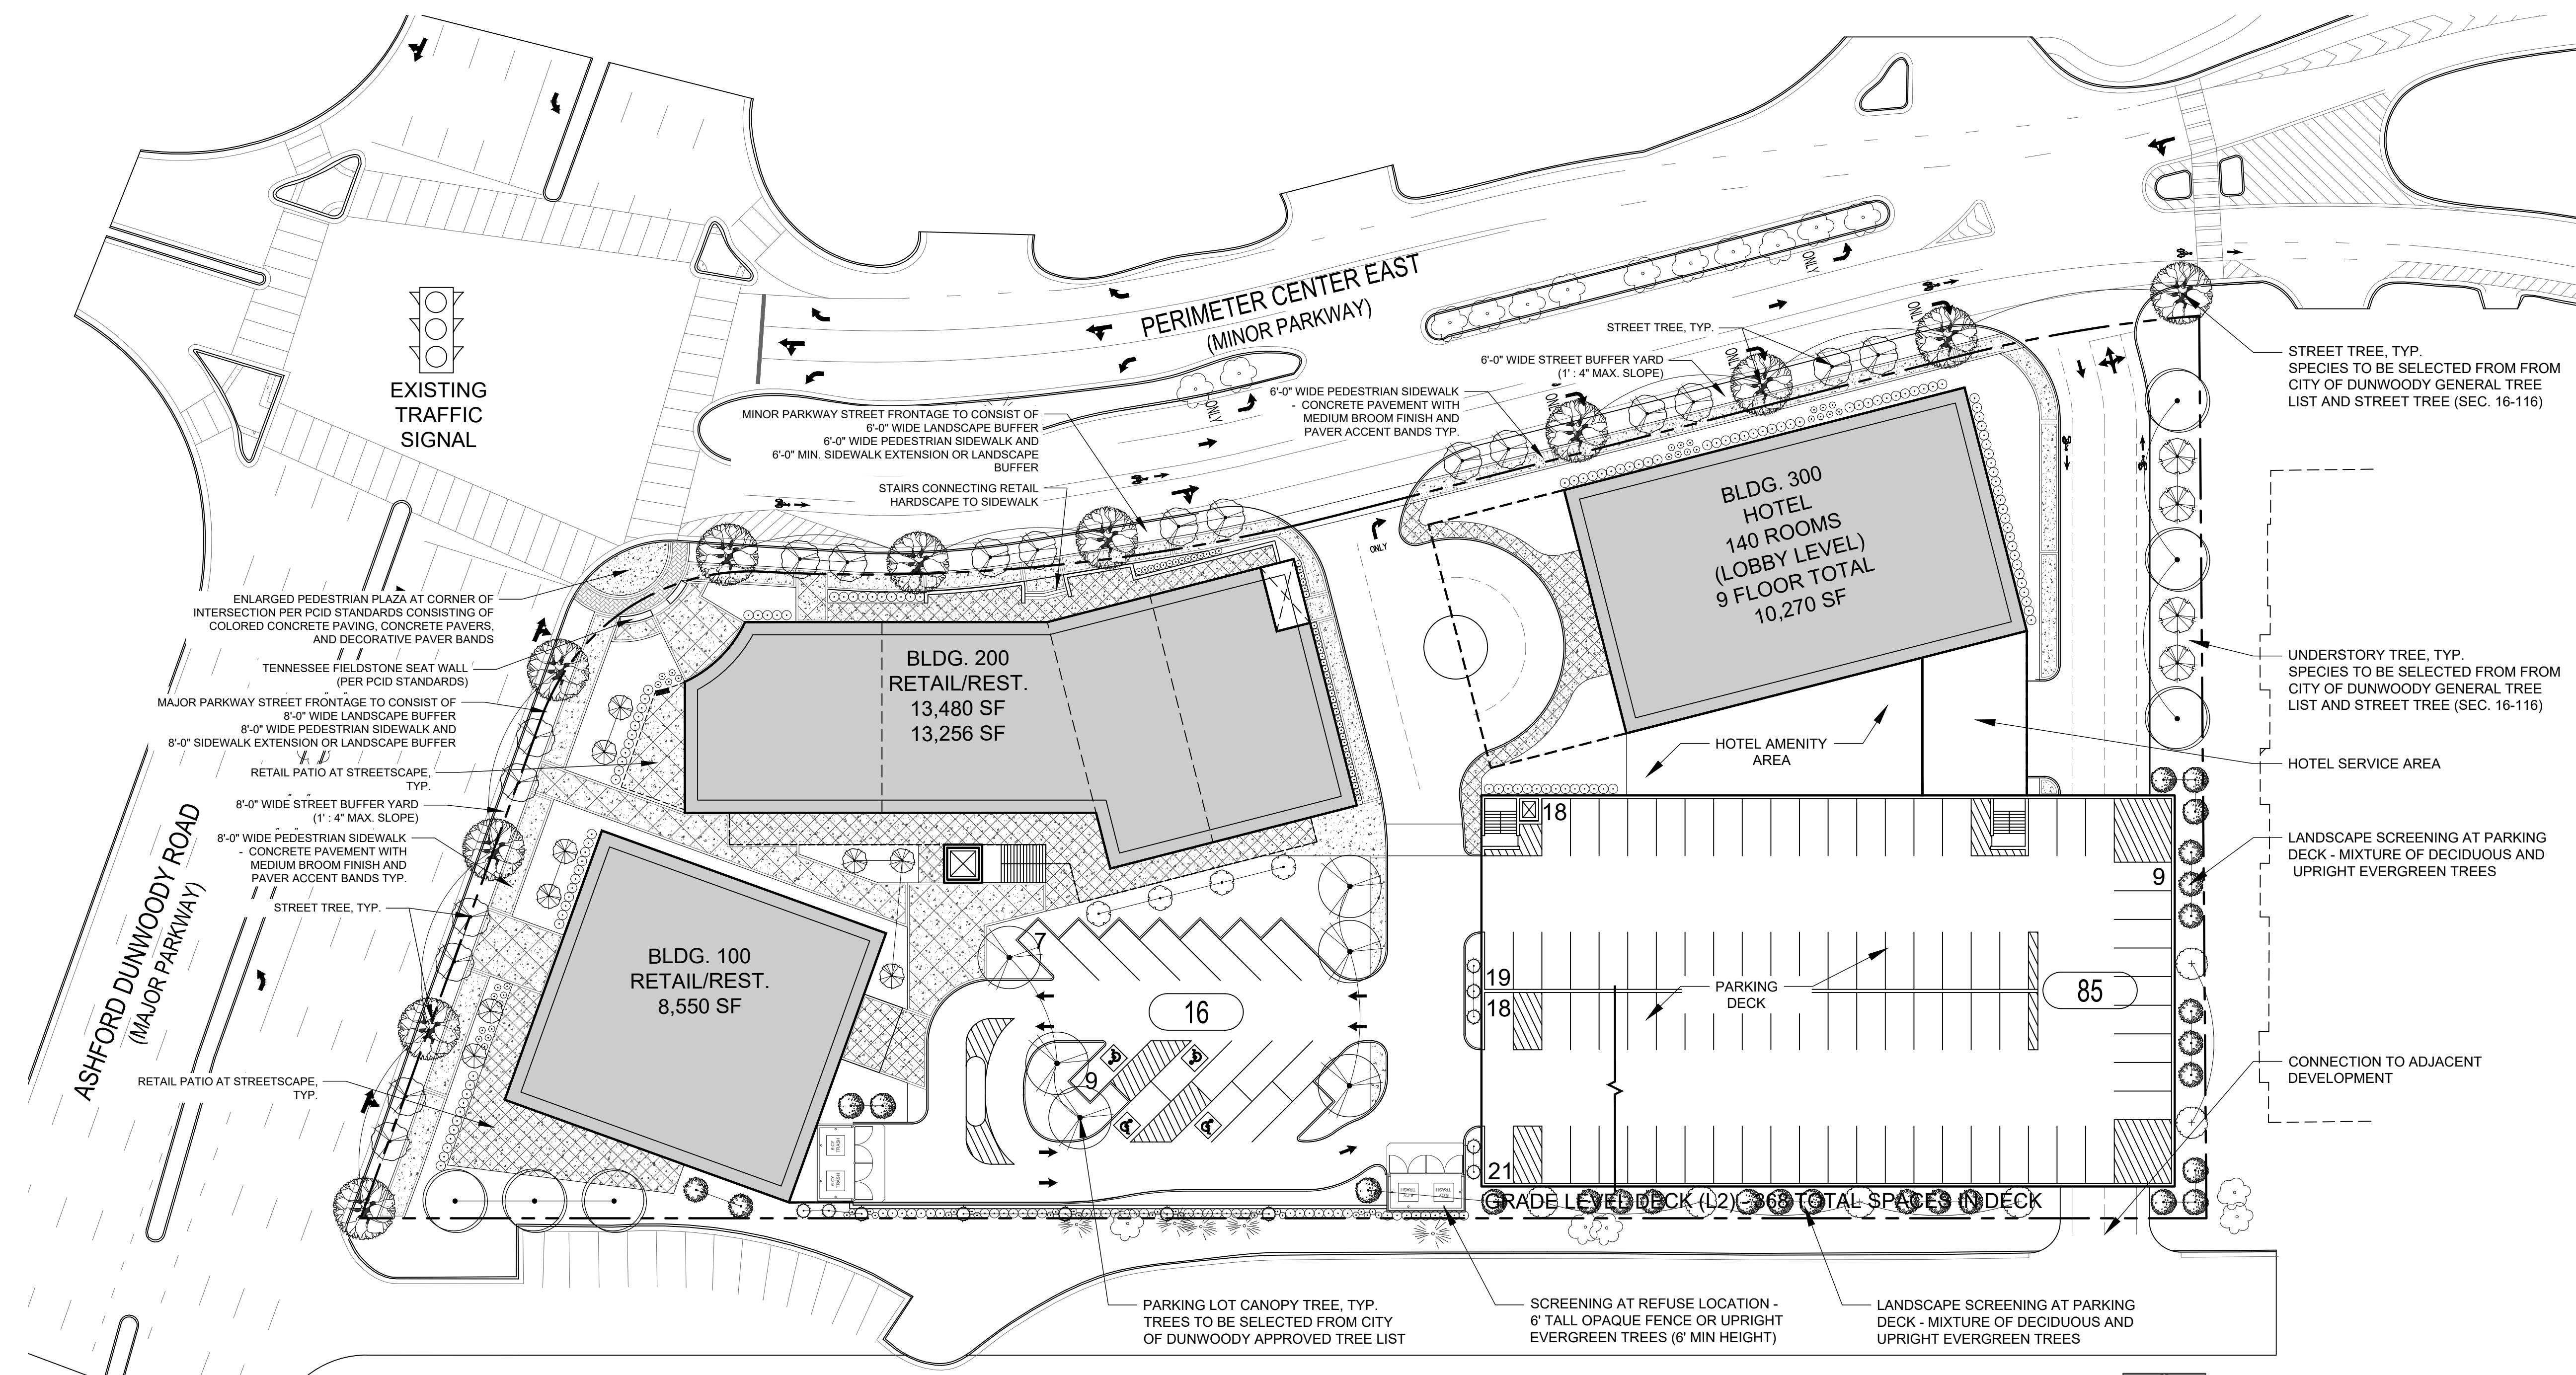 PERIMETER CENTER EAST
(MINOR PARKWAY)
EXISTING
TRAFFIC
SIGNAL
ONLY
ONLY
ONLY
ONLY
ONLY
ONLY
STREET TREE, TYP.
6'-0" WIDE STREET BUFFER YARD
(1' : 4" MAX. SLOPE)
6'-0" WIDE PEDESTRIAN SIDEWALK
- CONCRETE PAVEMENT WITH
MEDIUM BROOM FINISH AND
PAVER ACCENT BANDS TYP.
MINOR PARKWAY STREET FRONTAGE TO CONSIST OF
6'-0" WIDE LANDSCAPE BUFFER
6'-0" WIDE PEDESTRIAN SIDEWALK AND
6'-0" MIN. SIDEWALK EXTENSION OR LANDSCAPE
BUFFER
STAIRS CONNECTING RETAIL
HARDSCAPE TO SIDEWALK
STREET TREE, TYP.
SPECIES TO BE SELECTED FROM FROM
CITY OF DUNWOODY GENERAL TREE
LIST AND STREET TREE (SEC. 16-116)
BLDG. 300
HOTEL
140 ROOMS
(LOBBY LEVEL)
9 FLOOR TOTAL
10,270 SF
ENLARGED PEDESTRIAN PLAZA AT CORNER OF
INTERSECTION PER PCID STANDARDS CONSISTING OF
COLORED CONCRETE PAVING, CONCRETE PAVERS,
AND DECORATIVE PAVER BANDS
TENNESSEE FIELDSTONE SEAT WALL
(PER PCID STANDARDS)
MAJOR PARKWAY STREET FRONTAGE TO CONSIST OF
8'-0" WIDE LANDSCAPE BUFFER
8'-0" WIDE PEDESTRIAN SIDEWALK AND
8'-0" SIDEWALK EXTENSION OR LANDSCAPE BUFFER
RETAIL PATIO AT STREETSCAPE,
TYP.
8'-0" WIDE STREET BUFFER YARD
(1' : 4" MAX. SLOPE)
8'-0" WIDE PEDESTRIAN SIDEWALK
- CONCRETE PAVEMENT WITH
MEDIUM BROOM FINISH AND
PAVER ACCENT BANDS TYP.
STREET TREE, TYP.
ASHFORD DUNWOODY ROAD
(MAJOR PARKWAY)
RETAIL PATIO AT STREETSCAPE,
TYP.
BLDG. 200
RETAIL/REST.
13,480 SF
13,256 SF
BLDG. 100
RETAIL/REST.
8,550 SF
HOTEL AMENITY
AREA
UNDERSTORY TREE, TYP.
SPECIES TO BE SELECTED FROM FROM
CITY OF DUNWOODY GENERAL TREE
LIST AND STREET TREE (SEC. 16-116)
HOTEL SERVICE AREA
LANDSCAPE SCREENING AT PARKING
DECK - MIXTURE OF DECIDUOUS AND
UPRIGHT EVERGREEN TREES
18
9
7
16
9
19
18
PARKING
DECK
85
21
CONNECTION TO ADJACENT
DEVELOPMENT
6 CY
TRASH
6 CY
TRASH
6 CY
TRASH
6 CY
TRASH
GRADE LEVEL DECK (L2) - 368 TOTAL SPACES IN DECK
PARKING LOT CANOPY TREE, TYP.
TREES TO BE SELECTED FROM CITY
OF DUNWOODY APPROVED TREE LIST
SCREENING AT REFUSE LOCATION -
6' TALL OPAQUE FENCE OR UPRIGHT
EVERGREEN TREES (6' MIN HEIGHT)
LANDSCAPE SCREENING AT PARKING
DECK - MIXTURE OF DECIDUOUS AND
UPRIGHT EVERGREEN TREES